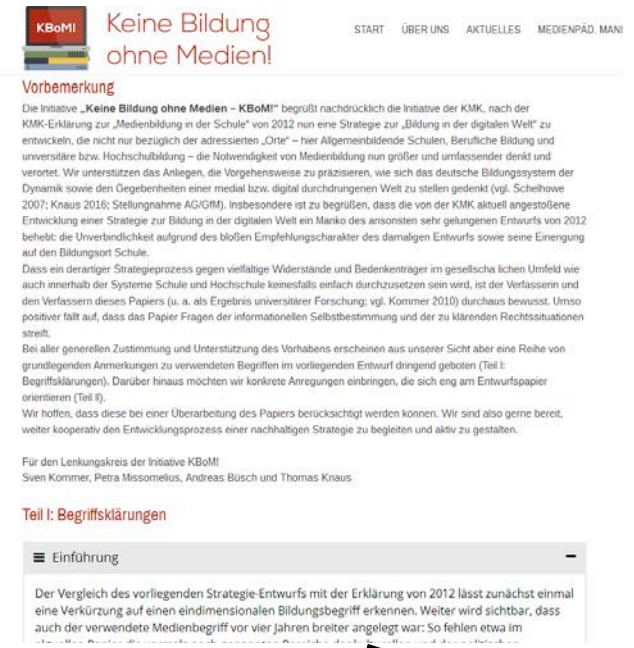 KBoM!
Keine Bildung
ohne Medien!
START ÜBER UNS AKTUELLES MEDIENPÄD. MANI
Vorbemerkung
Die Initiative „Keine Bildung ohne Medien – KBoM!“ begrüßt nachdrücklich die Initiative der KMK, nach der
KMK-Erklärung zur „Medienbildung in der Schule“ von 2012 nun eine Strategie zur „Bildung in der digitalen Welt“ zu
entwickeln, die nicht nur bezüglich der adressierten „Orte“ – hier Allgemeinbildende Schulen, Berufliche Bildung und
universitäre bzw. Hochschulbildung – die Notwendigkeit von Medienbildung nun größer und umfassender denkt und
verortet. Wir unterstützen das Anliegen, die Vorgehensweise zu präzisieren, wie sich das deutsche Bildungssystem der
Dynamik sowie den Gegebenheiten einer medial bzw. digital durchdrungenen Welt zu stellen gedenkt (vgl. Schelhowe
2007; Knaus 2016; Stellungnahme AG/GfM). Insbesondere ist zu begrüßen, dass die von der KMK aktuell angestoßene
Entwicklung einer Strategie zur Bildung in der digitalen Welt ein Manko des ansonsten sehr gelungenen Entwurfs von 2012
behebt: die Unverbindlichkeit aufgrund des bloßen Empfehlungscharakter des damaligen Entwurfs sowie seine Einengung
auf den Bildungsort Schule.
Dass ein derartiger Strategieprozess gegen vielfältige Widerstände und Bedenkenträger im gesellscha lichen Umfeld wie
auch innerhalb der Systeme Schule und Hochschule keinesfalls einfach durchzusetzen sein wird, ist der Verfasserin und
den Verfassern dieses Papiers (u. a. als Ergebnis universitärer Forschung; vgl. Kommer 2010) durchaus bewusst. Umso
positiver fällt auf, dass das Papier Fragen der informationellen Selbstbestimmung und der zu klärenden Rechtssituationen
streift.
Bei aller generellen Zustimmung und Unterstützung des Vorhabens erscheinen aus unserer Sicht aber eine Reihe von
grundlegenden Anmerkungen zu verwendeten Begriffen im vorliegenden Entwurf dringend geboten (Teil I:
Begriffsklärungen). Darüber hinaus möchten wir konkrete Anregungen einbringen, die sich eng am Entwurfspapier
orientieren (Teil II).
Wir hoffen, dass diese bei einer Überarbeitung des Papiers berücksichtigt werden können. Wir sind also gerne bereit,
weiter kooperativ den Entwicklungsprozess einer nachhaltigen Strategie zu begleiten und aktiv zu gestalten.
Für den Lenkungskreis der Initiative KBoM!
Sven Kommer, Petra Missomelius, Andreas Büsch und Thomas Knaus
Teil I: Begriffsklärungen
Einführung
Der Vergleich des vorliegenden Strategie-Entwurfs mit der Erklärung von 2012 lässt zunächst einmal
eine Verkürzung auf einen eindimensionalen Bildungsbegriff erkennen. Weiter wird sichtbar, dass
auch der verwendete Medienbegriff vor vier Jahren breiter angelegt war: So fehlen etwa im